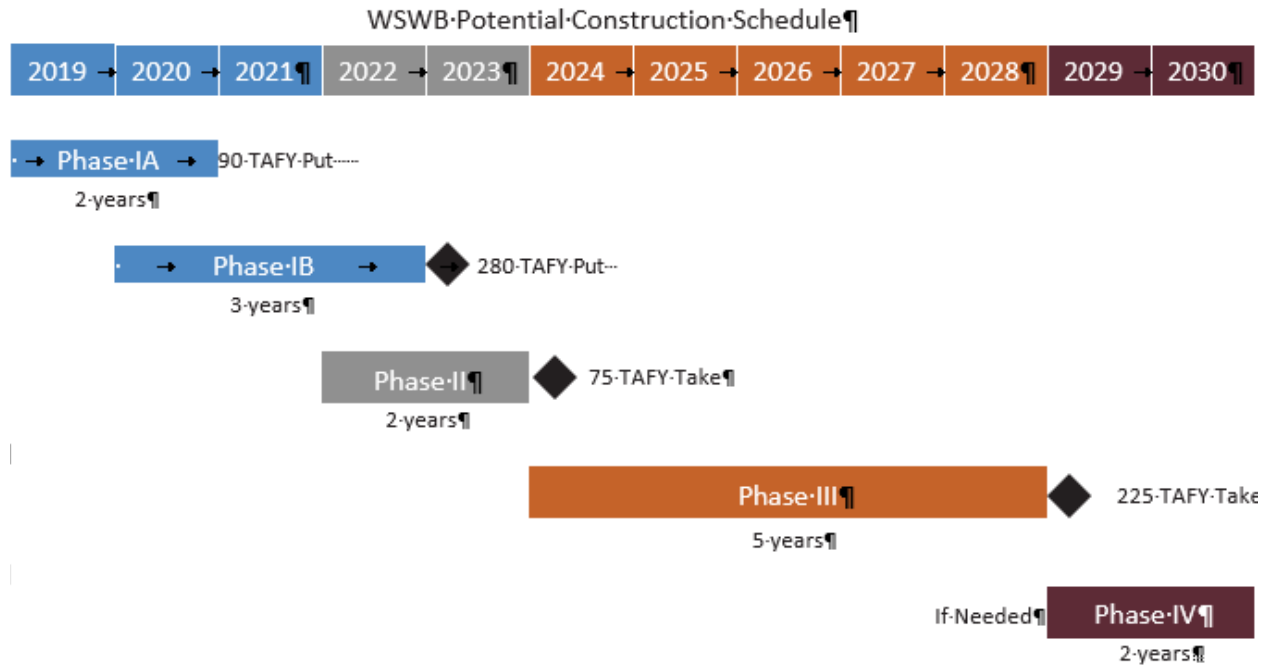 WSWB·Potential·Construction·Schedule¶
2019 → 2020 → 2021¶ 2022 → 2023¶ 2024 → 2025 → 2026 → 2027 → 2028¶ 2029 → 2030¶
· → Phase·IA → 90·TAFY·Put······
2·years¶
· → Phase·IB → → 280·TAFY·Put···
3·years¶
Phase·II¶ 75·TAFY·Take¶
2·years¶
Phase·III¶ 225·TAFY·Take
5·years¶
If·Needed¶ Phase·IV¶
2·years¶